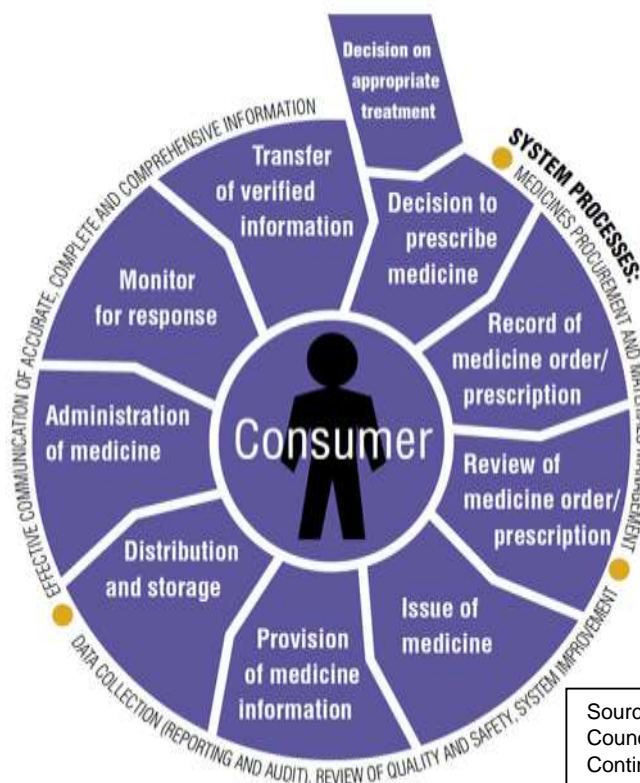 Decision on
appropriate
treatment
Decision to
prescribe
medicine
Record of
medicine order/
prescription
Review of
medicine order/
prescription
Issue of
medicine
Provision
of medicine
information
Distribution
and storage
Administration
of medicine
Monitor
for response
Transfer
of verified
information
Consumer
SYSTEM PROCESSES:
MEDICINES PROCUREMENT AND MATERIALS MANAGEMENT
DATA COLLECTION (REPORTING AND AUDIT), REVIEW OF QUALITY AND SAFETY, SYSTEM IMPROVEMENT
EFFECTIVE COMMUNICATION OF ACCURATE, COMPLETE AND COMPREHENSIVE INFORMATION
Sourc
Counc
Contin